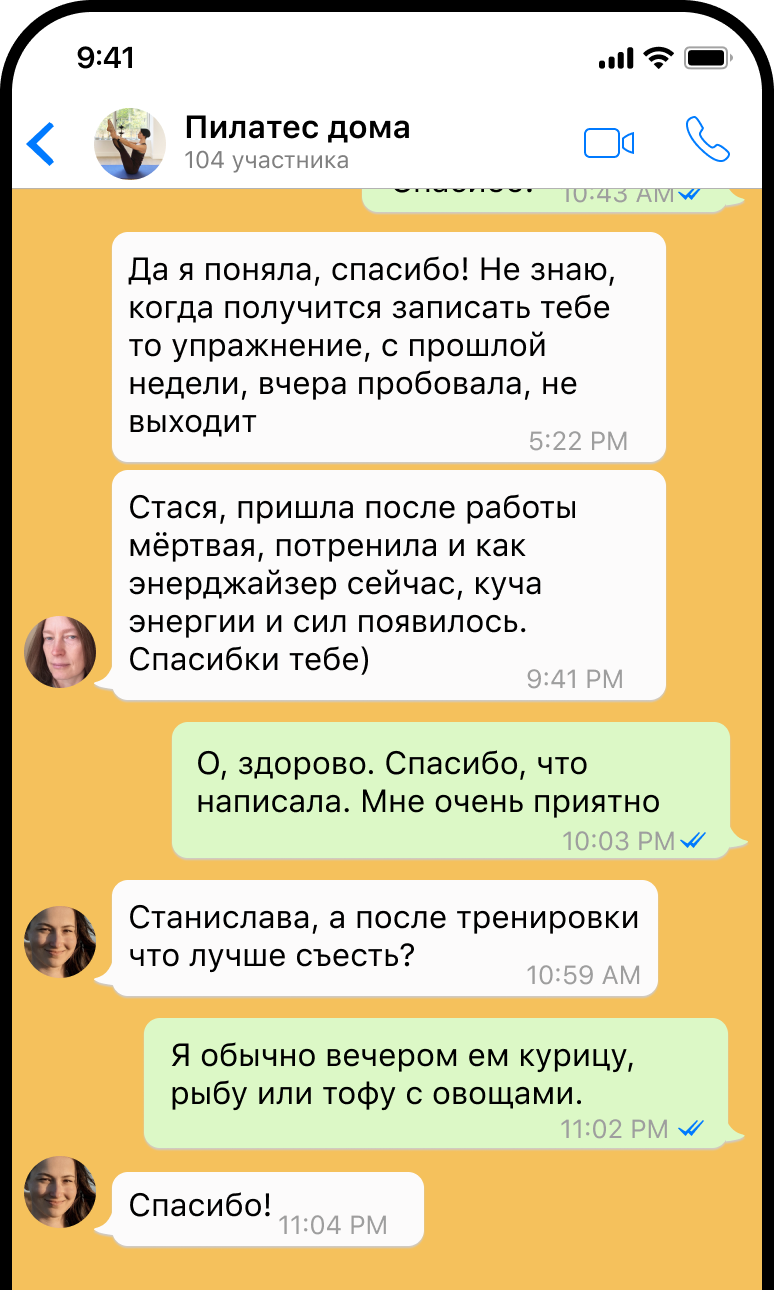 9:41
Пилатес дома
104 участника
Спасибо! 10:43 AM
Да я поняла, спасибо! Не знаю,
когда получится записать тебе
то упражнение, с прошлой
недели, вчера пробовала, не
выходит
5:22 PM
Стася, пришла после работы
мёртвая, потренила и как
энерджайзер сейчас, куча
энергии и сил появилось.
Спасибки тебе)
9:41 PM
О, здорово. Спасибо, что
написала. Мне очень приятно
10:03 PM
Станислава, а после тренировки
что лучше съесть?
10:59 AM
Я обычно вечером ем курицу,
рыбу или тофу с овощами.
11:02 PM
Спасибо! 11:04 PM